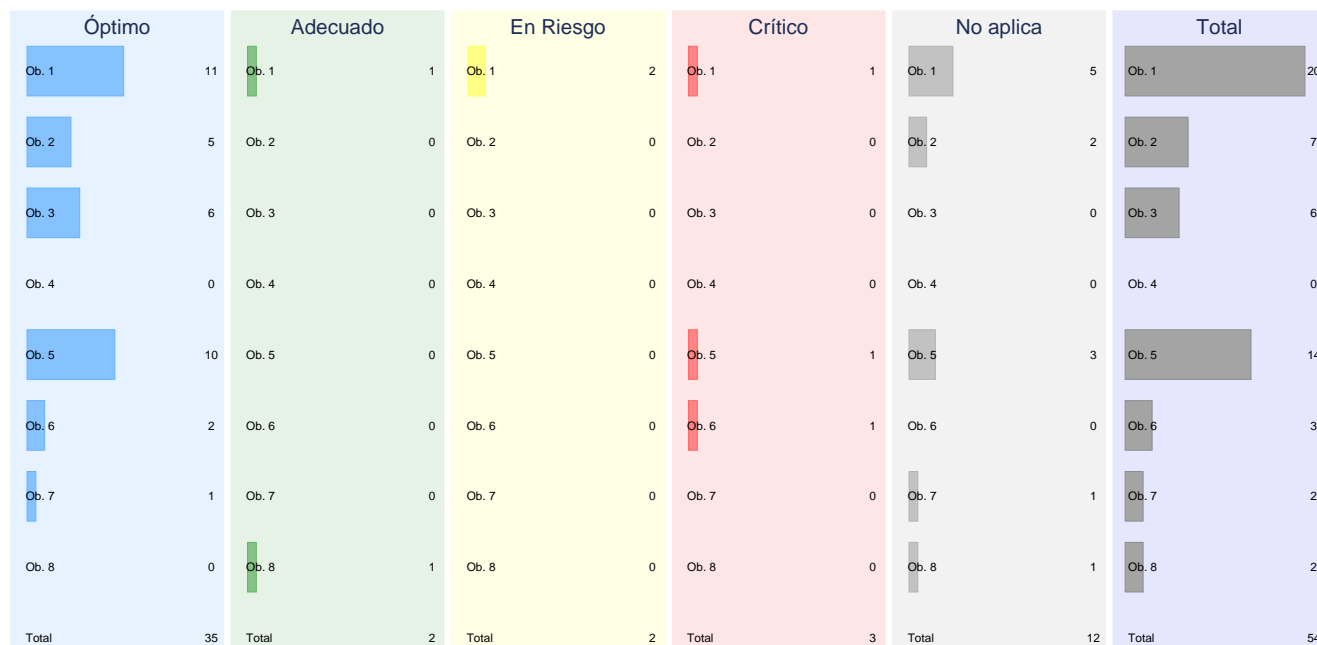 Óptimo Adecuado En Riesgo Crítico No aplica Total
Ob. 1 11 Ob. 1 1 Ob. 1 2 Ob. 1 1 Ob. 1 5 Ob. 1 20
Ob. 2 5 Ob. 2 0 Ob. 2 0 Ob. 2 0 Ob. 2 2 Ob. 2 7
Ob. 3 6 Ob. 3 0 Ob. 3 0 Ob. 3 0 Ob. 3 0 Ob. 3 6
Ob. 4 0 Ob. 4 0 Ob. 4 0 Ob. 4 0 Ob. 4 0 Ob. 4 0
Ob. 5 10 Ob. 5 0 Ob. 5 0 Ob. 5 1 Ob. 5 3 Ob. 5 14
Ob. 6 2 Ob. 6 0 Ob. 6 0 Ob. 6 1 Ob. 6 0 Ob. 6 3
Ob. 7 1 Ob. 7 0 Ob. 7 0 Ob. 7 0 Ob. 7 1 Ob. 7 2
Ob. 8 0 Ob. 8 1 Ob. 8 0 Ob. 8 0 Ob. 8 1 Ob. 8 2
Total 35 Total 2 Total 2 Total 3 Total 12 Total 54